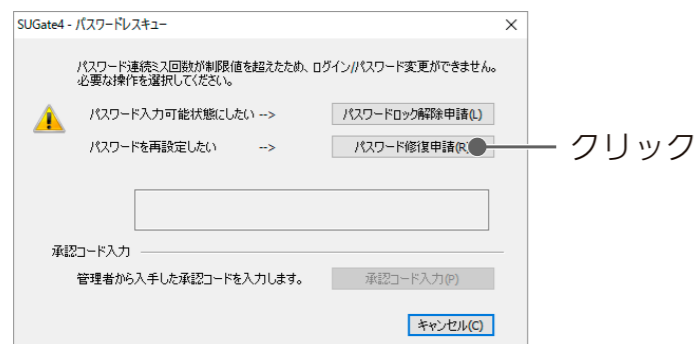 SUGate4 - パスワードレスキュー
パスワード連続ミス回数が制限値を超えたため、ログイン/パスワード変更ができません。
必要な操作を選択してください。
パスワード入力可能状態にしたい --> パスワードロック解除申請(L)
パスワードを再設定したい --> パスワード修復申請(R) クリック
承認コード入力
管理者から入手した承認コードを入力します。 承認コード入力(P)
キャンセル(C)